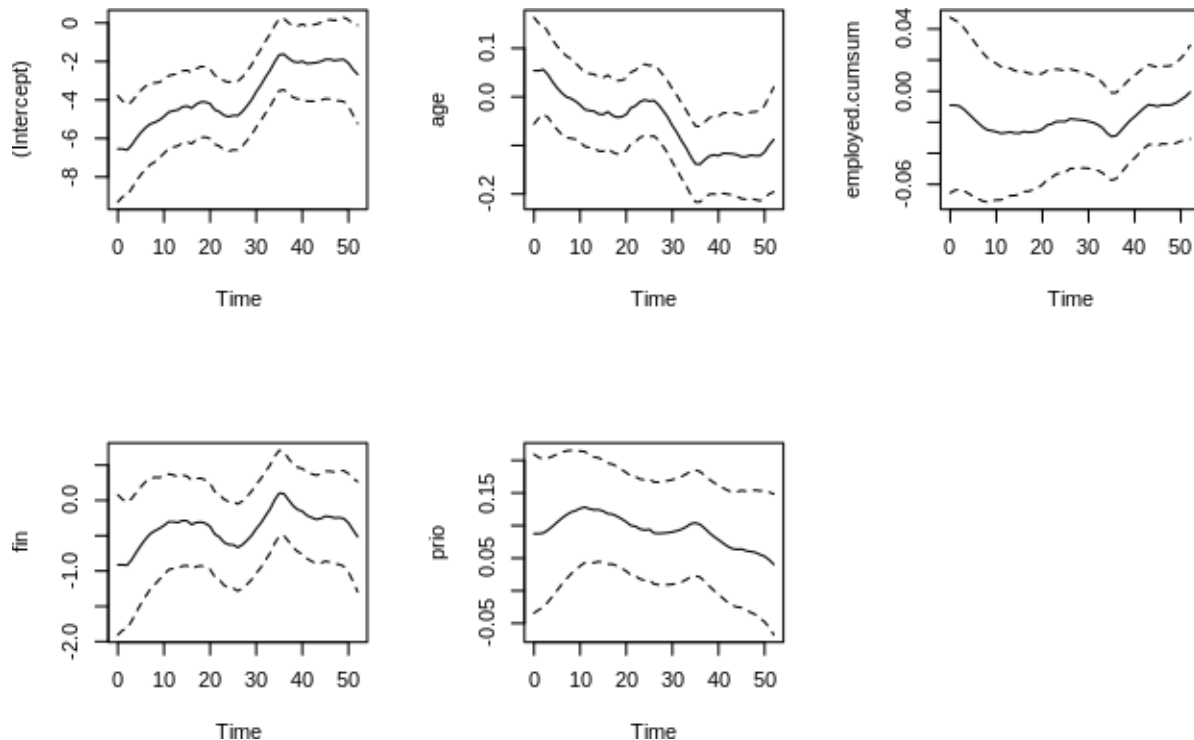 (Intercept)
0
-2
-4
-6
-8
0 10 20 30 40 50
Time
age
0.1
0.0
-0.2
0 10 20 30 40 50
Time
employed.cumsum
0.04
0.00
-0.06
0 10 20 30 40 50
Time
fin
0.0
-1.0
-2.0
0 10 20 30 40 50
Time
prio
0.15
0.05
-0.05
0 10 20 30 40 50
Time